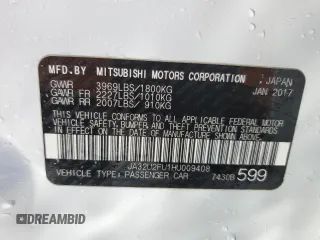 MFD.BY MITSUBISHI MOTORS CORPORATION
GVWR 3969LBS/1800KG JAPAN
GAWR FR 2227LBS/1010KG JAN 2017
GAWR RR 2007LBS/ 910KG
THIS VEHICLE CONFORMS TO ALL APPLICABLE FEDERAL MOTOR
VEHICLE SAFETY, BUMPER, AND THEFT PREVENTION
STANDARDS IN EFFECT ON THE DATE OF MANUFACTURE
SHOWN ABOVE.
JA32U2FU1HU009408
VEHICLE TYPE: PASSENGER CAR 7430B 599
AUTOBIDMASTER